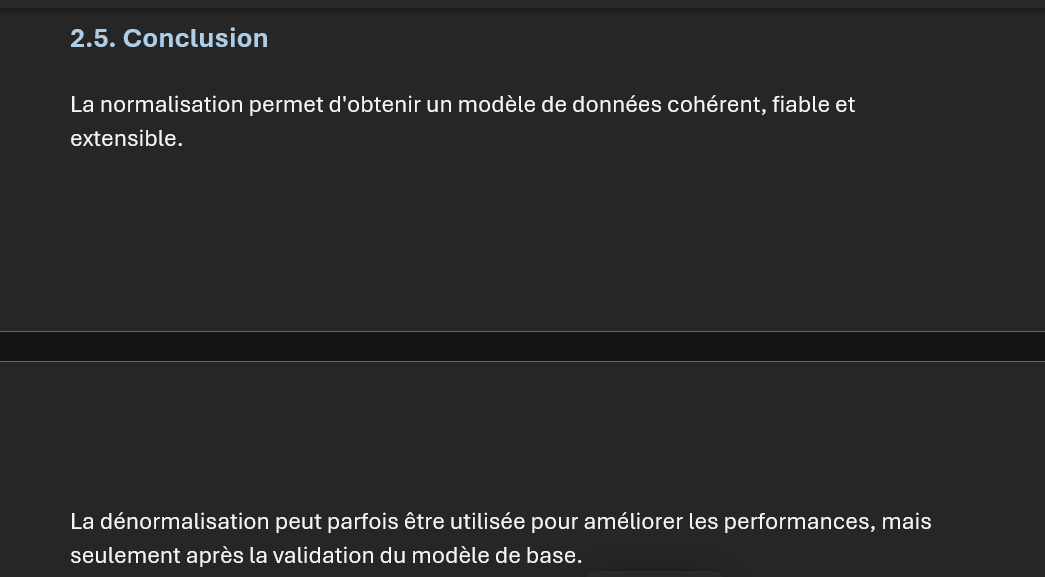 2.5. Conclusion
La normalisation permet d'obtenir un modèle de données cohérent, fiable et
extensible.
La dénormalisation peut parfois être utilisée pour améliorer les performances, mais
seulement après la validation du modèle de base.